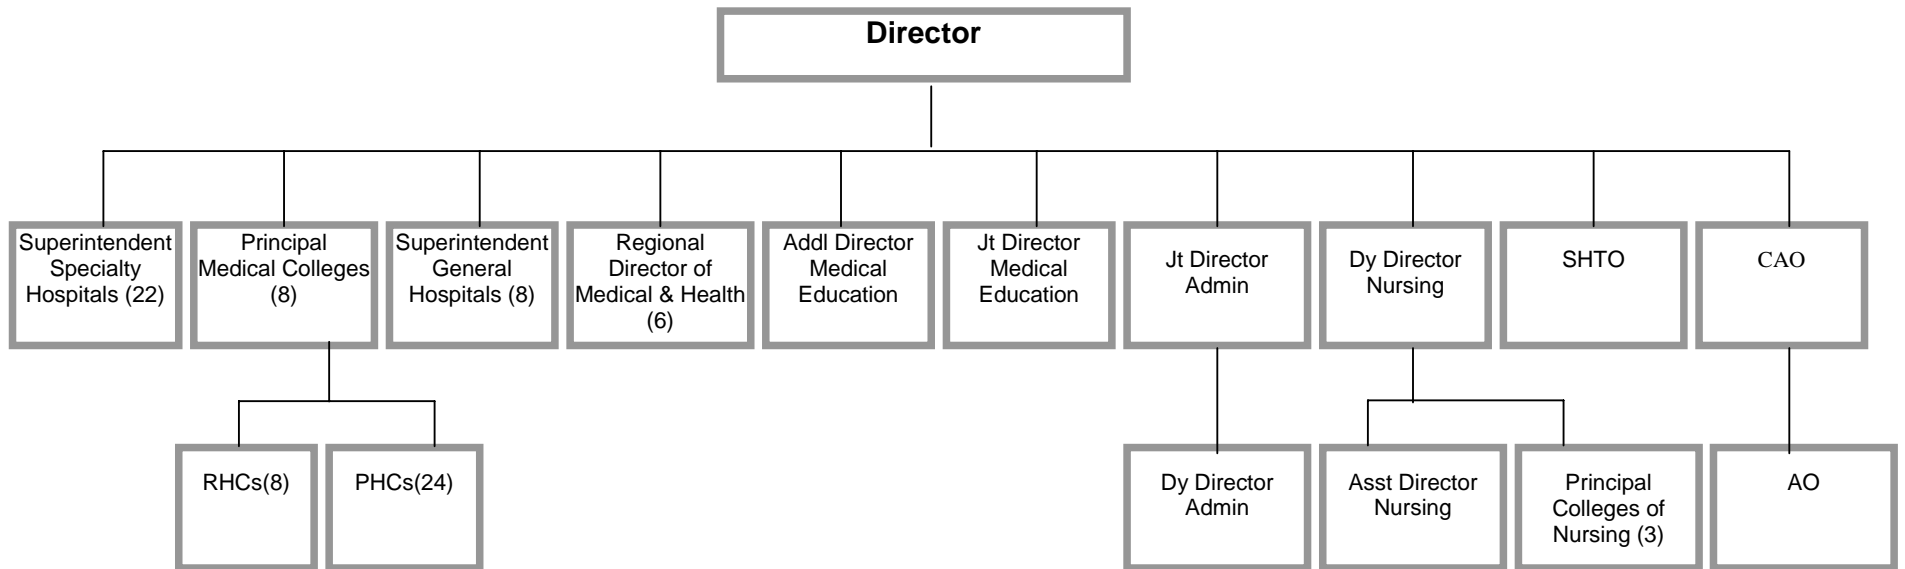 Director
Superintendent
Specialty
Hospitals (22)
Principal
Medical Colleges
(8)
Superintendent
General
Hospitals (8)
Regional
Director of
Medical & Health
(6)
Addl Director
Medical
Education
Jt Director
Medical
Education
Jt Director
Admin
Dy Director
Nursing
SHTO
CAO
RHCs(8)
PHCs(24)
Dy Director
Admin
Asst Director
Nursing
Principal
Colleges of
Nursing (3)
AO